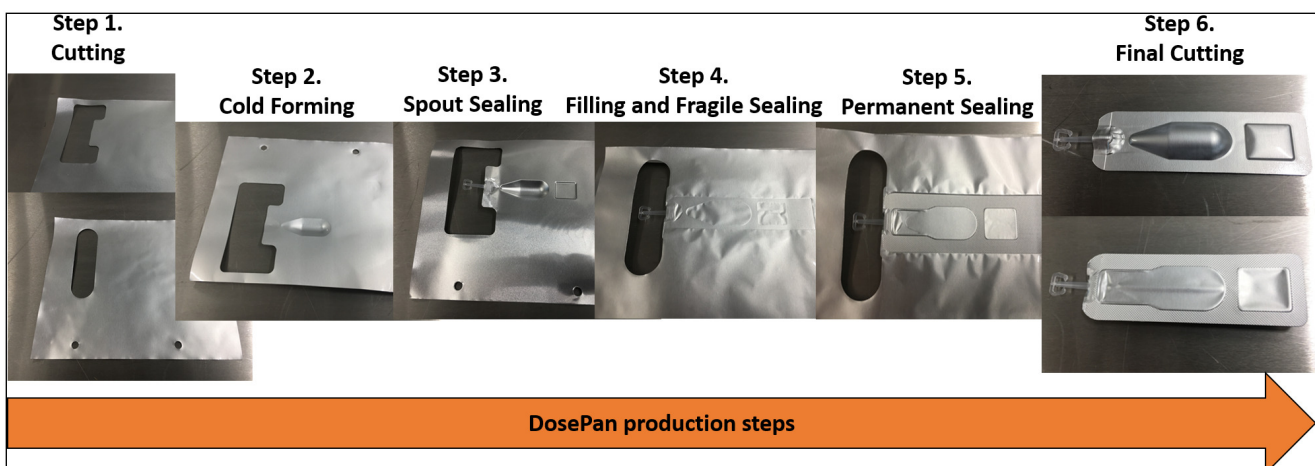 Step 1.
Cutting
Step 2.
Cold Forming
Step 3.
Spout Sealing
Step 4.
Filling and Fragile Sealing
Step 5.
Permanent Sealing
Step 6.
Final Cutting
DosePan production steps